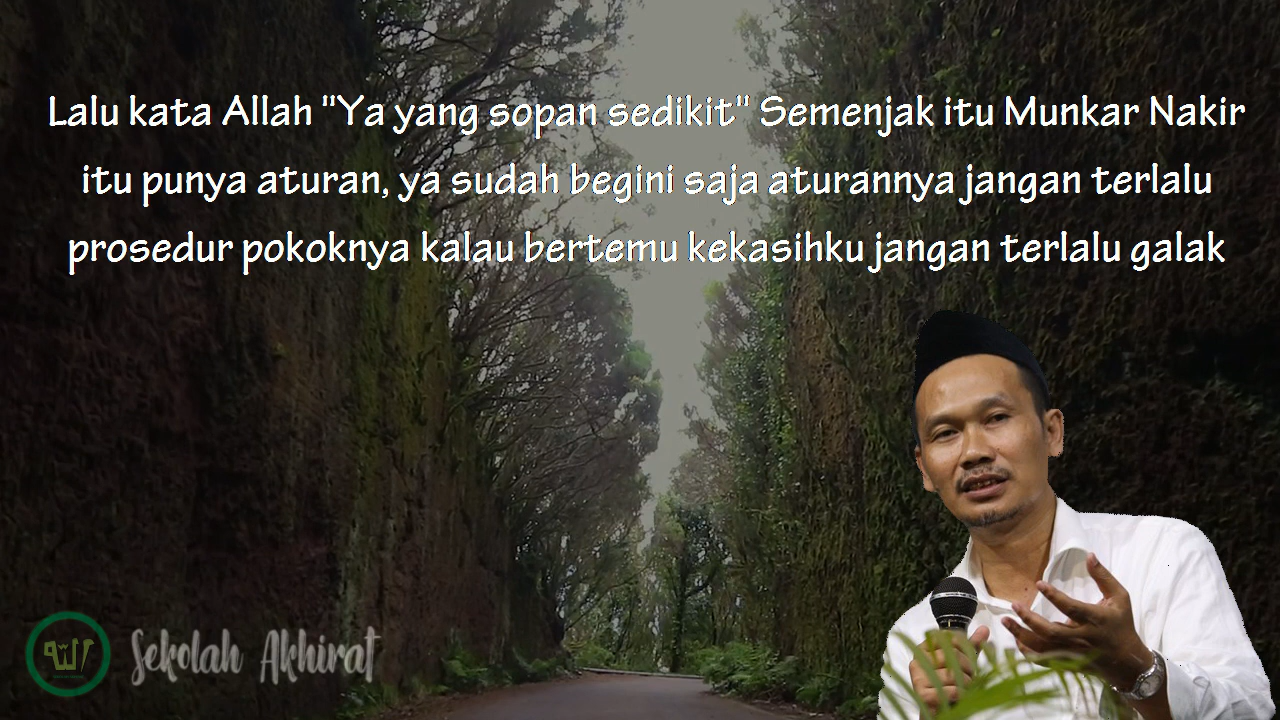 Lalu kata Allah "Ya yang sopan sedikit" Semenjak itu Munkar Nakir
itu punya aturan, ya sudah begini saja aturannya jangan terlalu
prosedur pokoknya kalau bertemu kekasihku jangan terlalu galak
Sekolah Akhirat